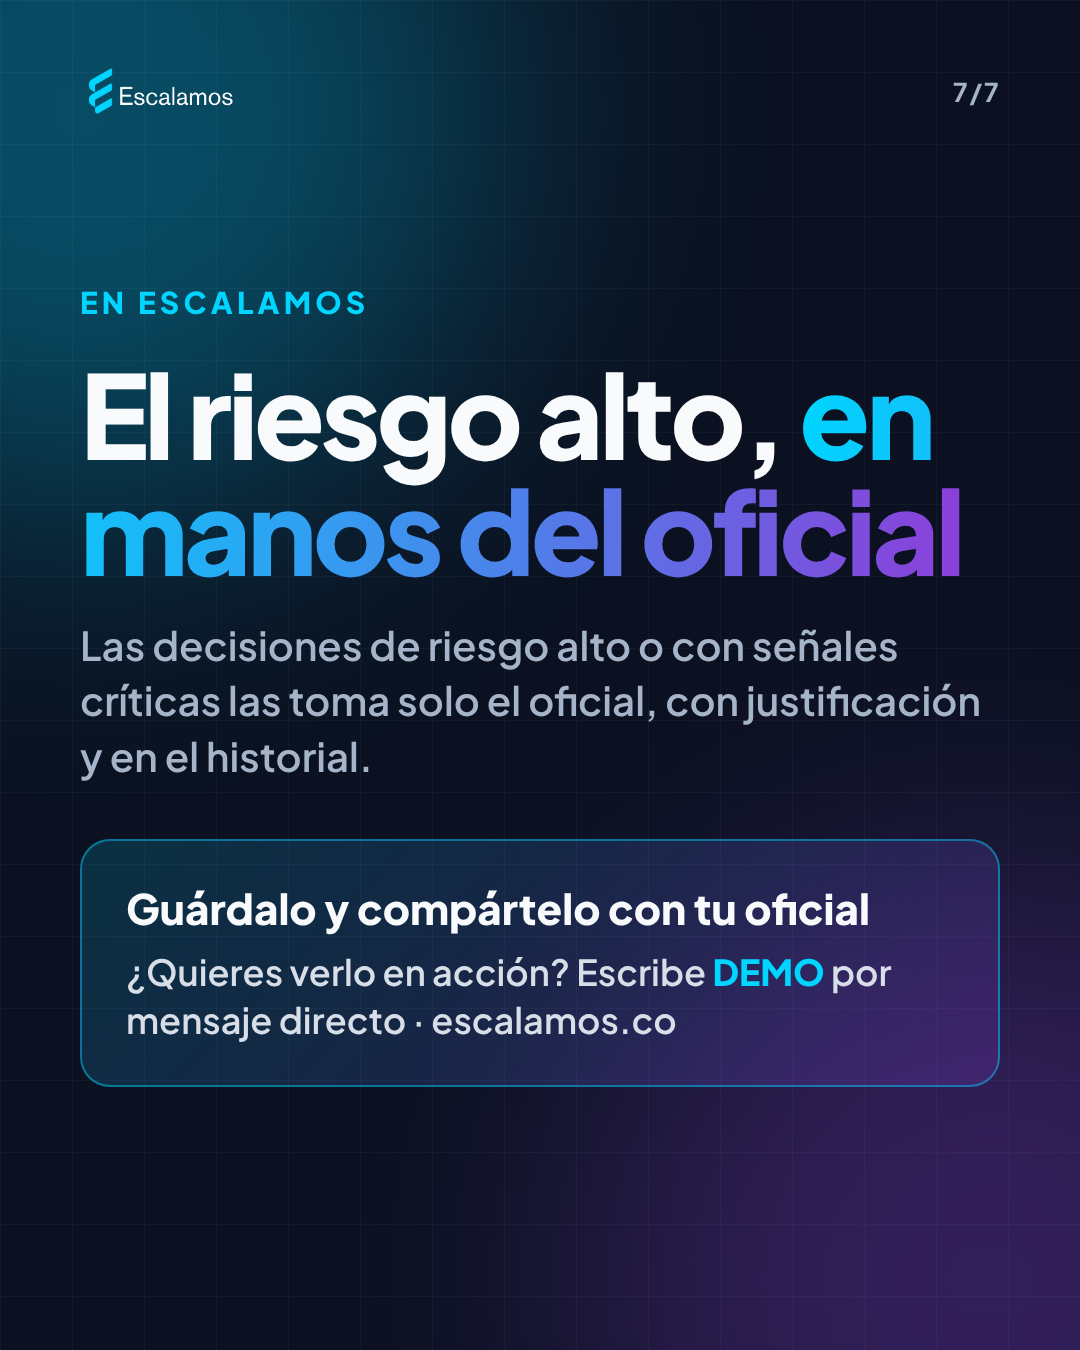 Escalamos
7/7
EN ESCALAMOS
El riesgo alto, en
manos del oficial
Las decisiones de riesgo alto o con señales
críticas las toma solo el oficial, con justificación
y en el historial.
Guárdalo y compártelo con tu oficial
¿Quieres verlo en acción? Escribe DEMO por
mensaje directo · escalamos.co